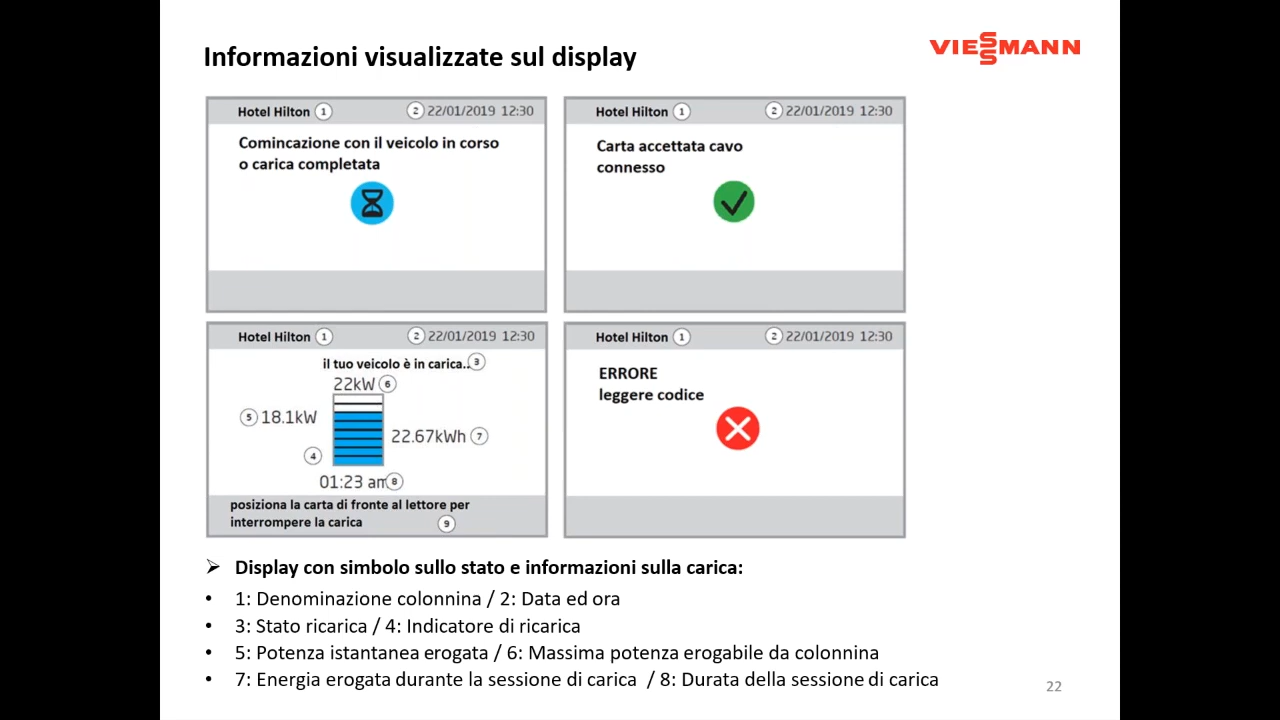 Informazioni visualizzate sul display
VIESSMANN
Hotel Hilton 1 2 22/01/2019 12:30
Comincazione con il veicolo in corso
o carica completata
Hotel Hilton 1 2 22/01/2019 12:30
Carta accettata cavo
connesso
Hotel Hilton 1 2 22/01/2019 12:30
il tuo veicolo è in carica.. 3
22kW 6
5 18.1kW
22.67kWh 7
4
01:23 am 8
posiziona la carta di fronte al lettore per
interrompere la carica 9
Hotel Hilton 1 2 22/01/2019 12:30
ERRORE
leggere codice
➢ Display con simbolo sullo stato e informazioni sulla carica:
• 1: Denominazione colonnina / 2: Data ed ora
• 3: Stato ricarica / 4: Indicatore di ricarica
• 5: Potenza istantanea erogata / 6: Massima potenza erogabile da colonnina
• 7: Energia erogata durante la sessione di carica / 8: Durata della sessione di carica
22